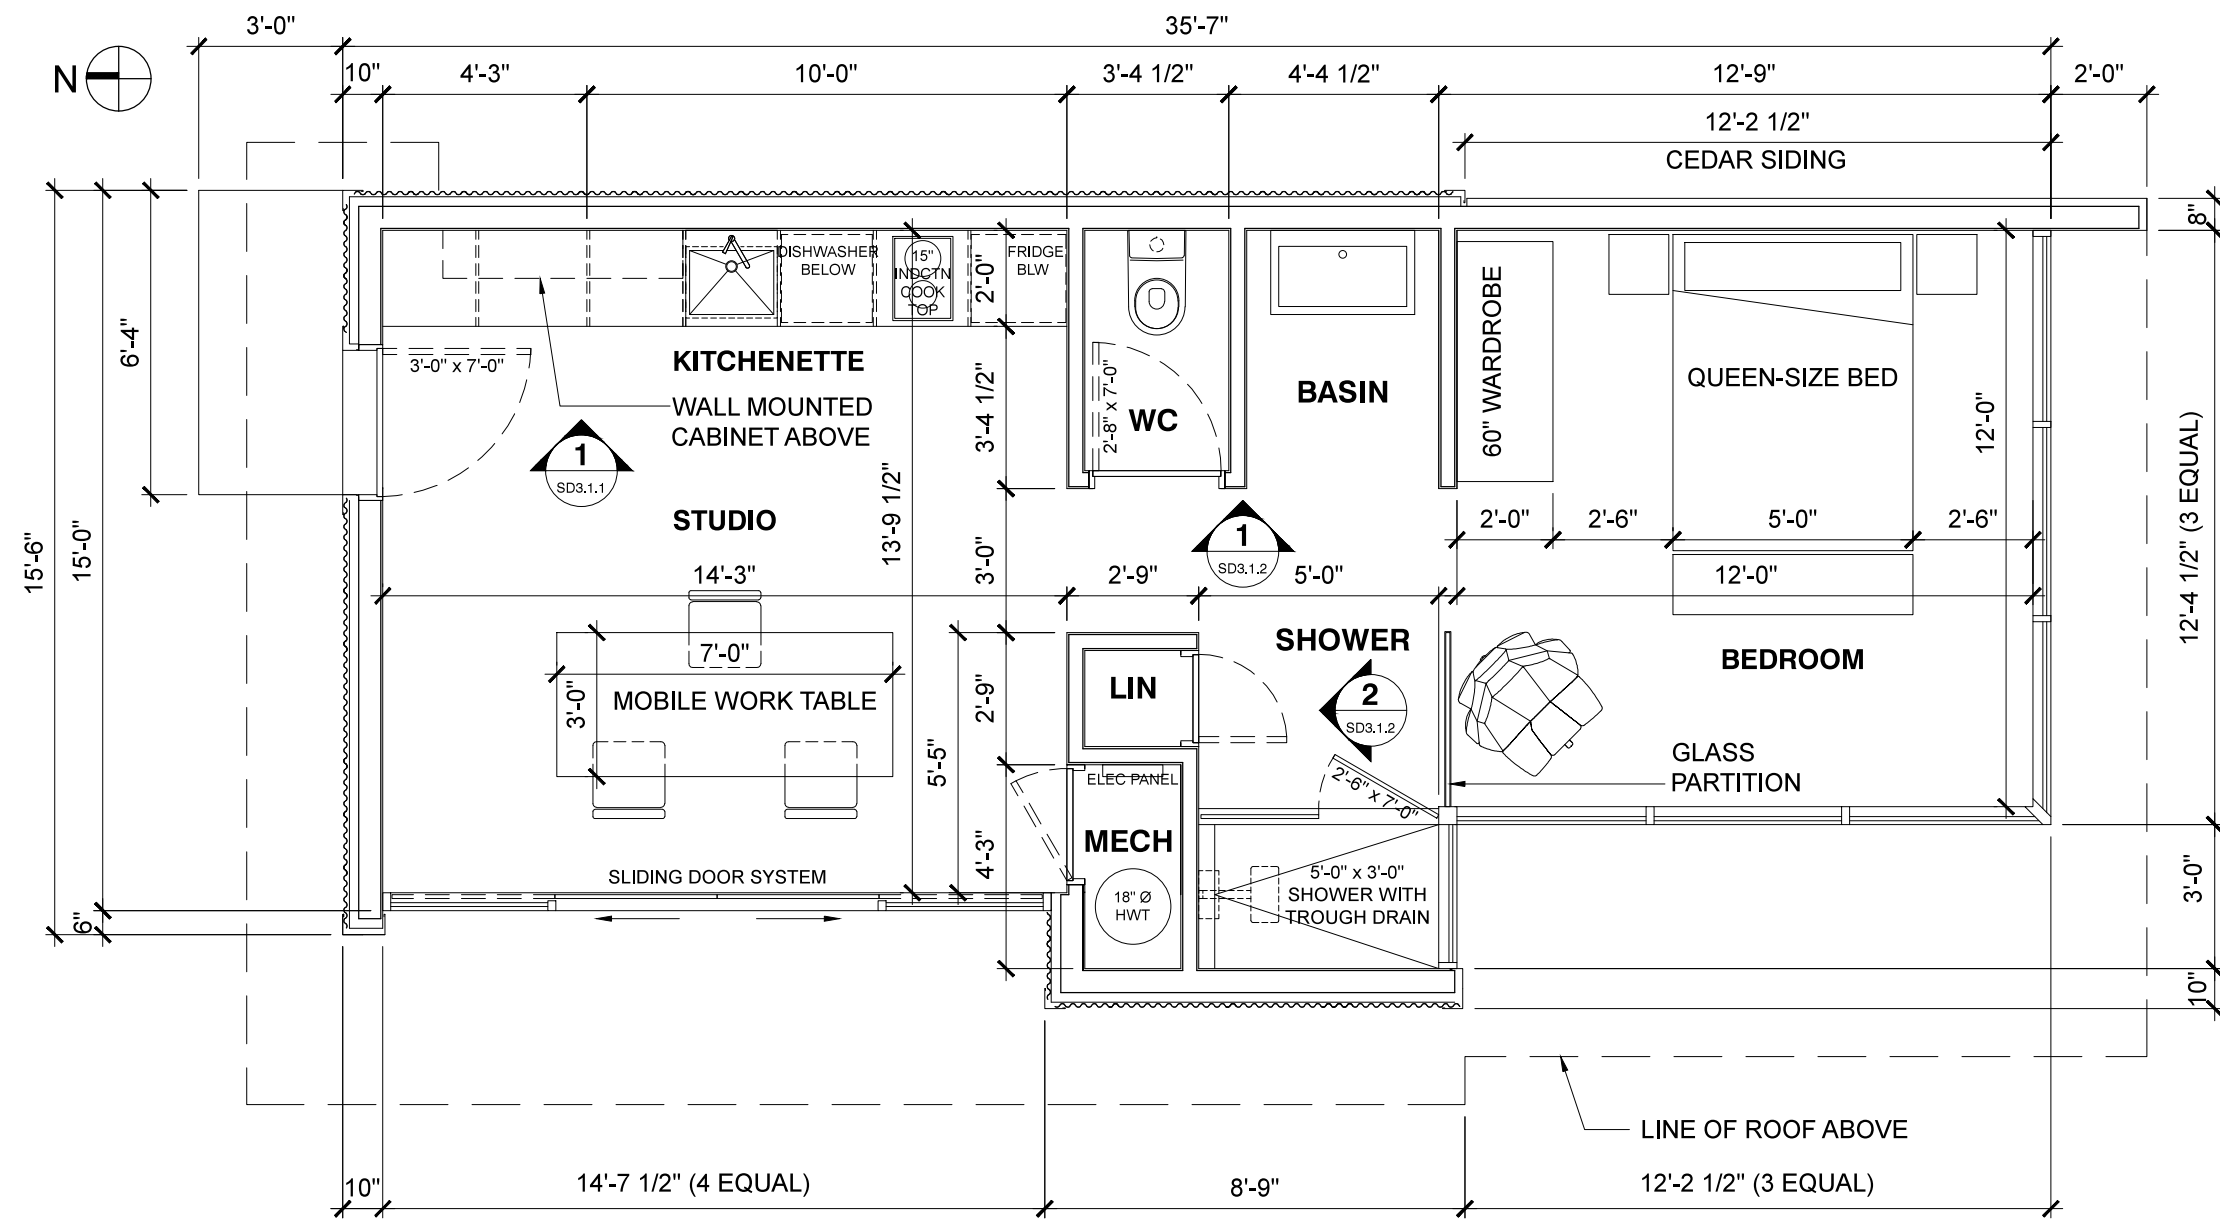 3'-0"
35'-7"
N
10"
4'-3"
10'-0"
3'-4 1/2"
4'-4 1/2"
12'-9"
2'-0"
12'-2 1/2"
CEDAR SIDING
8"
DISHWASHER
BELOW
15"
INDCTN
COOK
TOP
FRIDGE
BLW
2'-0"
60" WARDROBE
6'-4"
3'-0" x 7'-0"
KITCHENETTE
WALL MOUNTED
CABINET ABOVE
3'-4 1/2"
2'-8" x 7'-0"
WC
BASIN
QUEEN-SIZE BED
12'-0"
12'-4 1/2" (3 EQUAL)
1
SD3.1.1
STUDIO
13'-9 1/2"
1
SD3.1.2
2'-0"
2'-6"
5'-0"
2'-6"
15'-6"
15'-0"
14'-3"
3'-0"
2'-9"
5'-0"
12'-0"
7'-0"
3'-0"
MOBILE WORK TABLE
2'-9"
LIN
SHOWER
2
SD3.1.2
BEDROOM
GLASS
PARTITION
5'-5"
ELEC PANEL
2'-6" x 7'-0"
MECH
4'-3"
SLIDING DOOR SYSTEM
18" Ø
HWT
5'-0" x 3'-0"
SHOWER WITH
TROUGH DRAIN
3'-0"
6"
10"
LINE OF ROOF ABOVE
10"
14'-7 1/2" (4 EQUAL)
8'-9"
12'-2 1/2" (3 EQUAL)